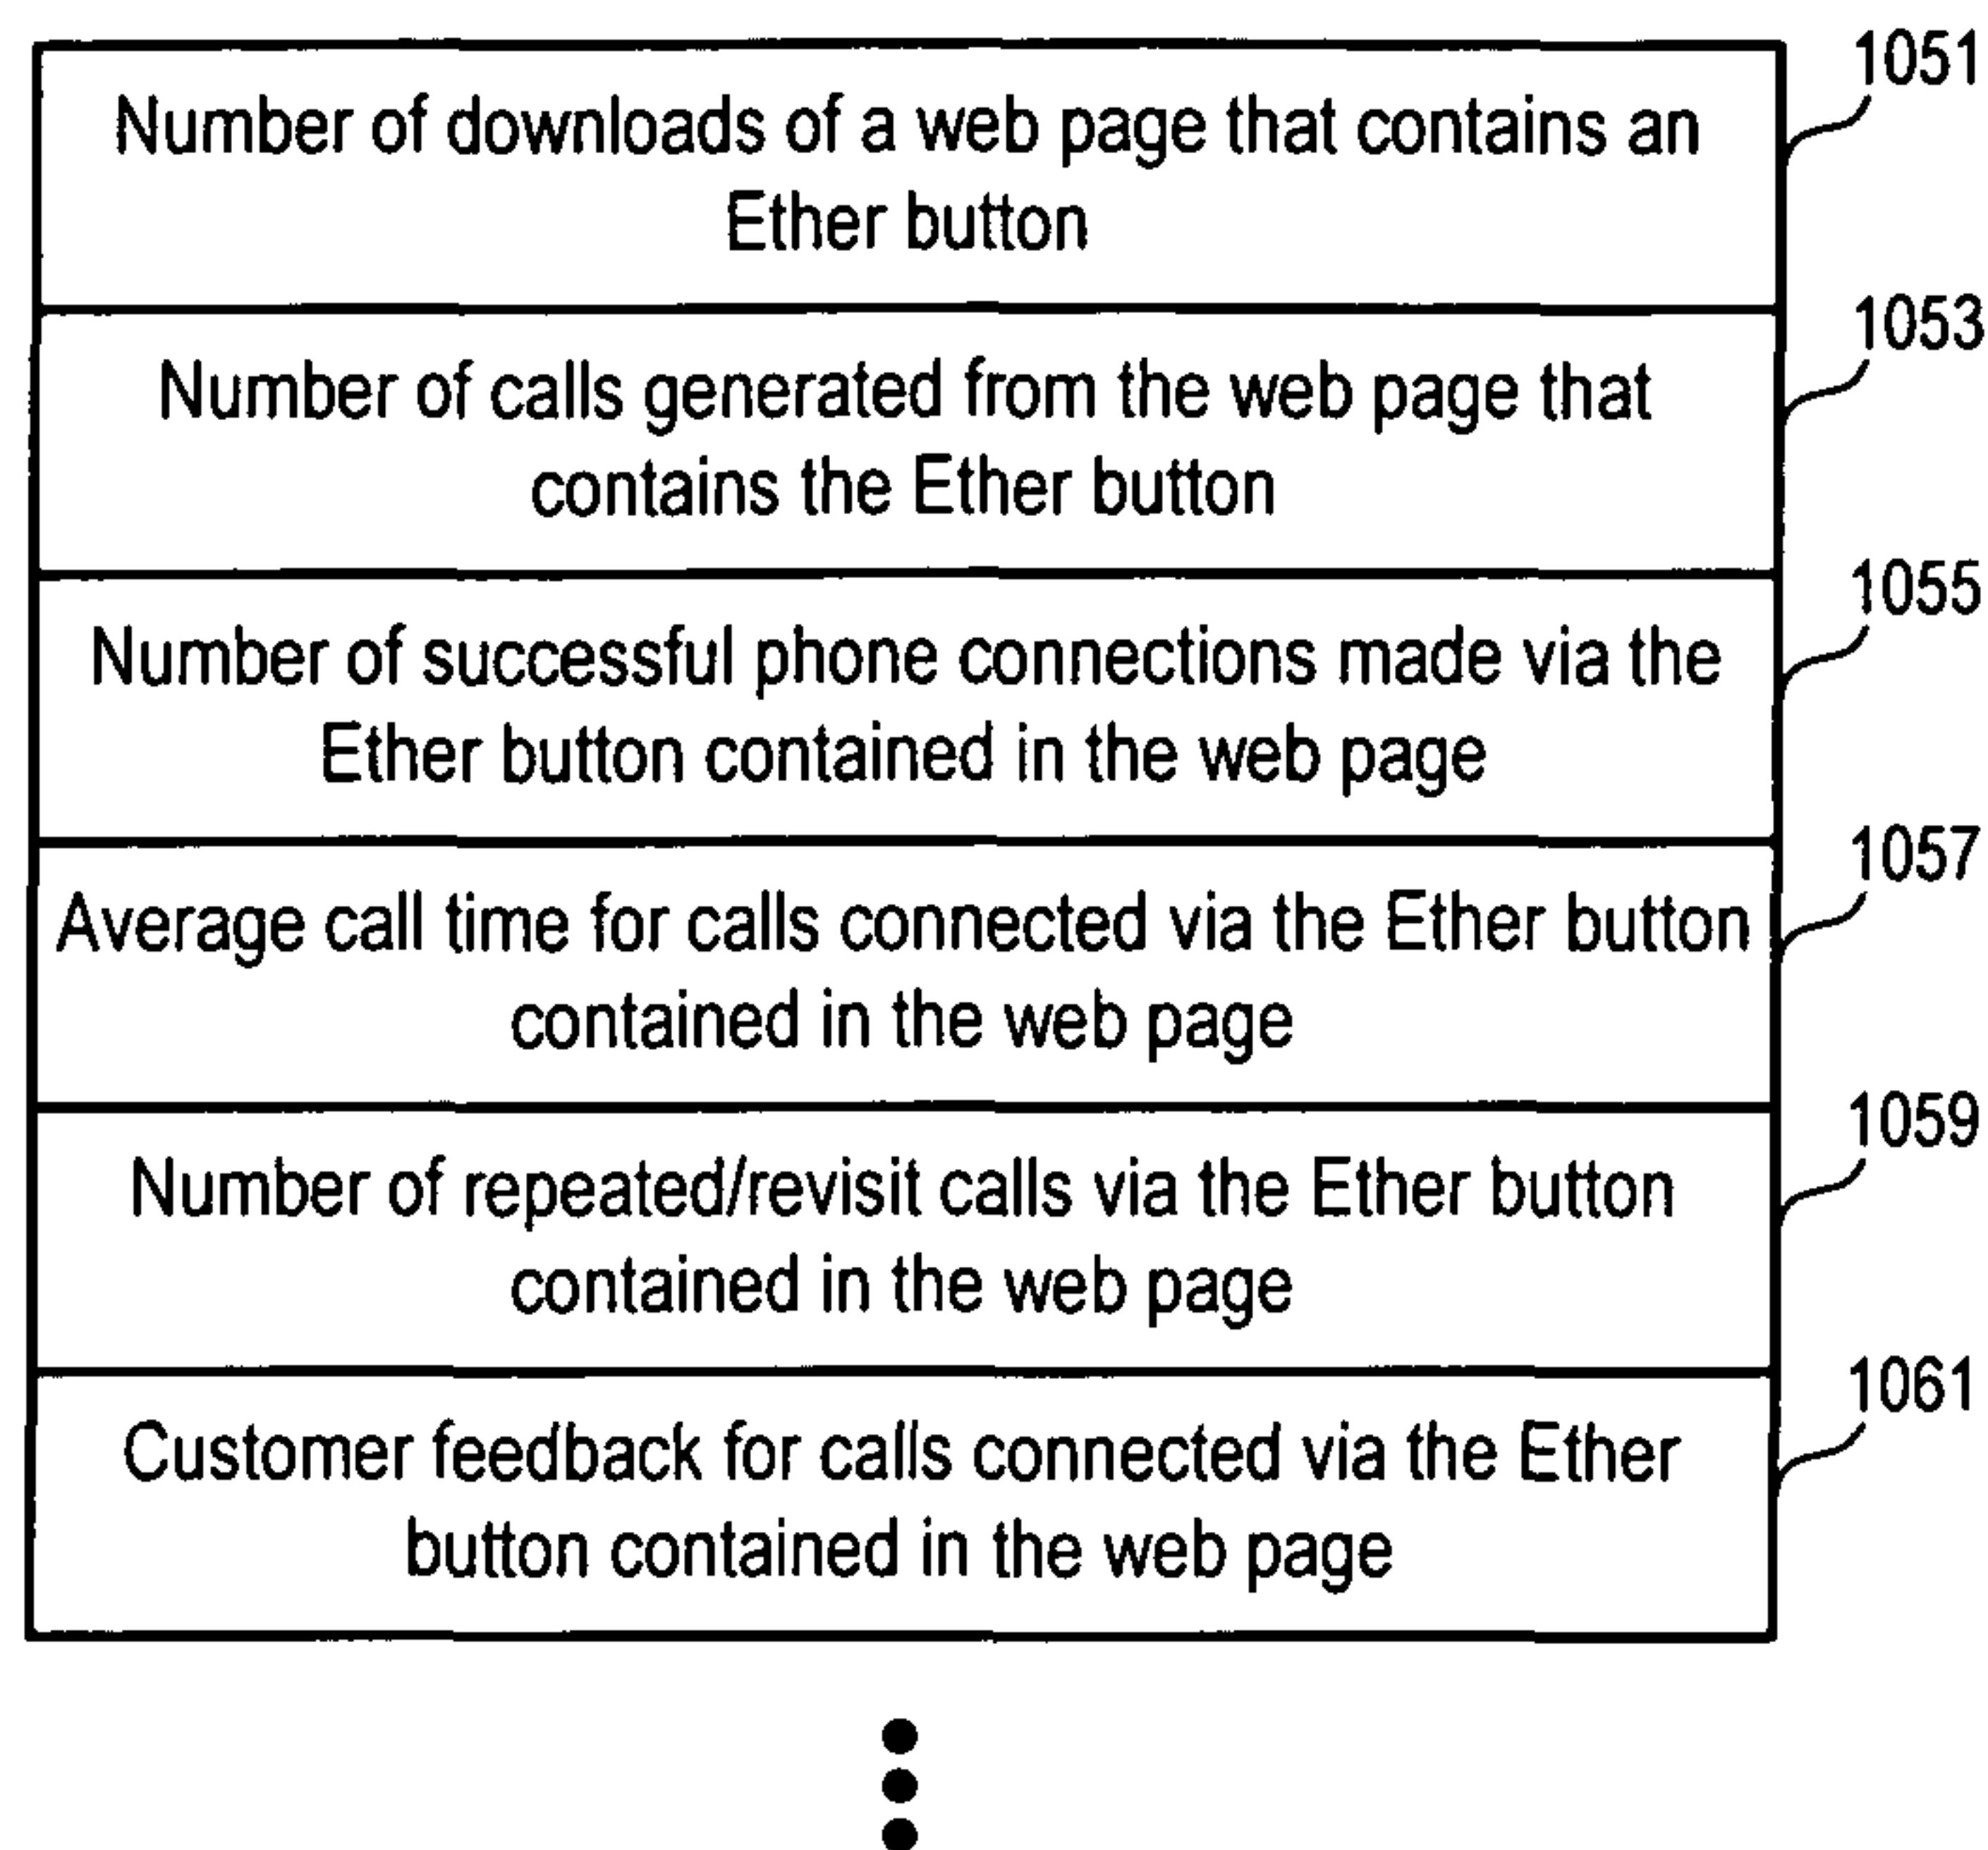 1051
Number of downloads of a web page that contains an
Ether button
1053
Number of calls generated from the web page that
contains the Ether button
1055
Number of successful phone connections made via the
Ether button contained in the web page
1057
Average call time for calls connected via the Ether button
contained in the web page
1059
Number of repeated/revisit calls via the Ether button
contained in the web page
1061
Customer feedback for calls connected via the Ether
button contained in the web page